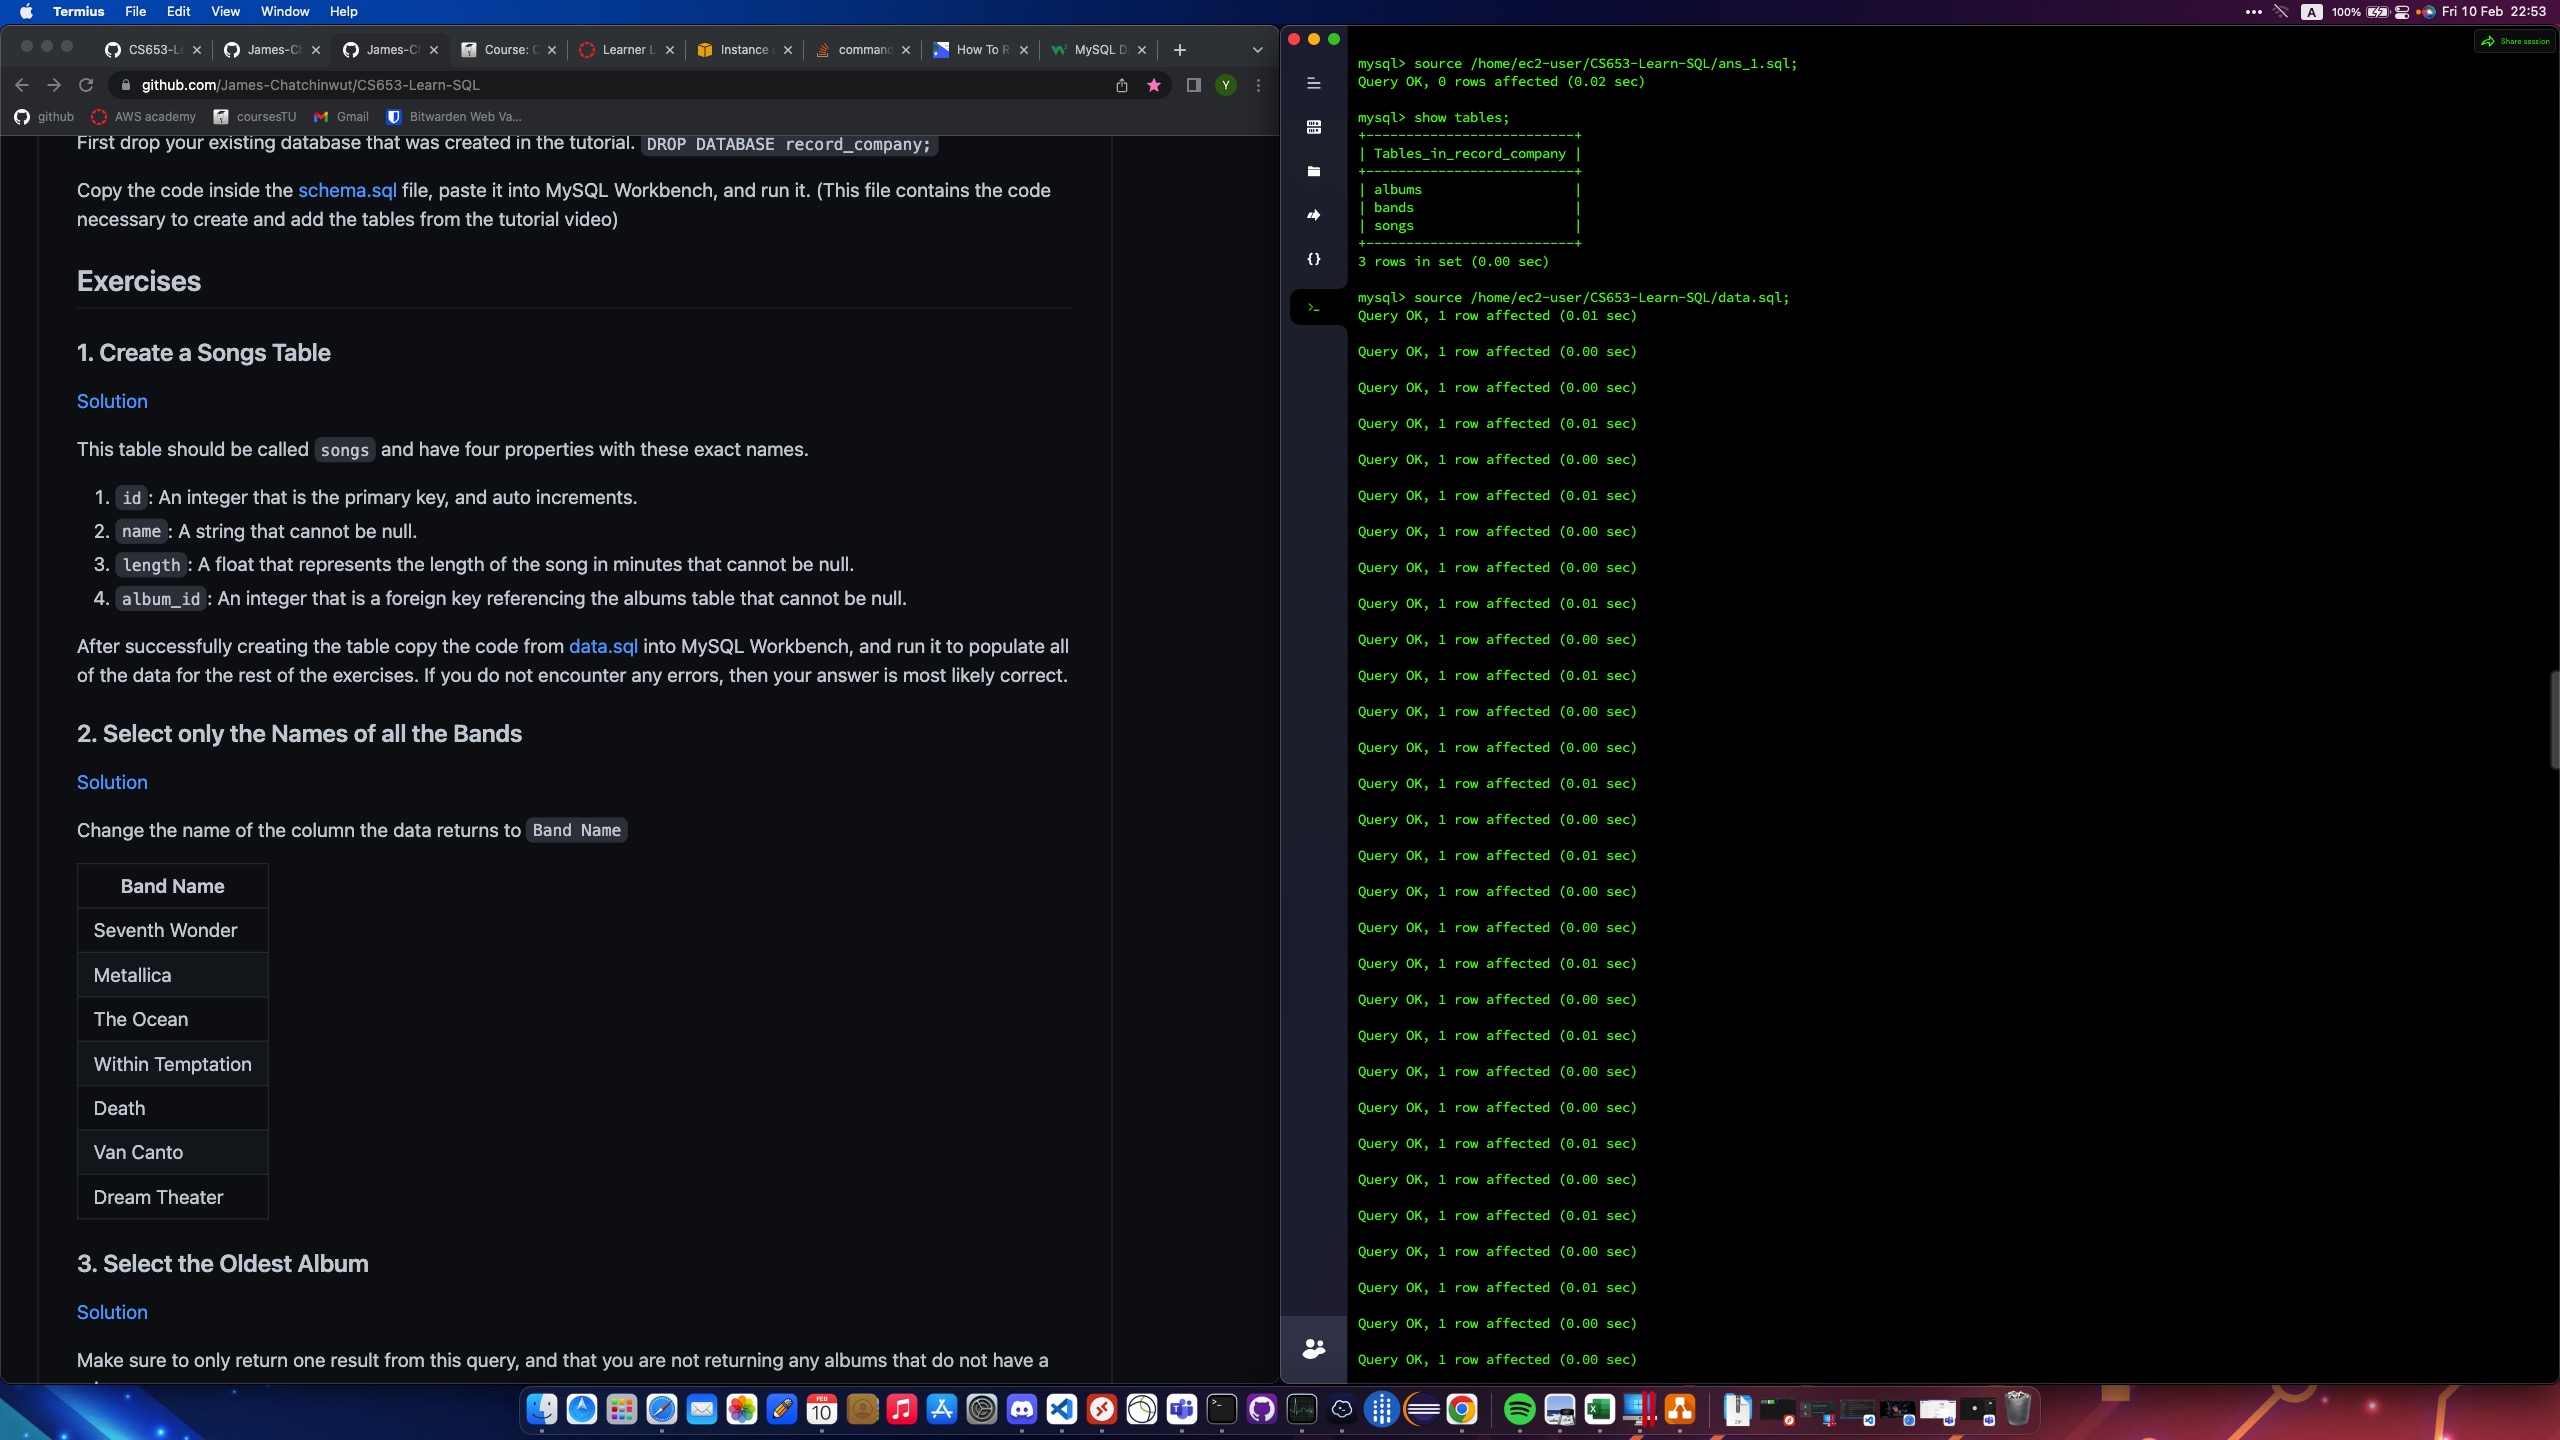 Termius File Edit View Window Help
A 100% Fri 10 Feb 22:53
CS653-L James-C James-C Course: C Learner L Instance comman How To R MySQL D
github.com/James-Chatchinwut/CS653-Learn-SQL
Y
github AWS academy coursesTU Gmail Bitwarden Web Va...
First drop your existing database that was created in the tutorial. DROP DATABASE record_company;
Copy the code inside the schema.sql file, paste it into MySQL Workbench, and run it. (This file contains the code
necessary to create and add the tables from the tutorial video)
Exercises
1. Create a Songs Table
Solution
This table should be called songs and have four properties with these exact names.
1. id: An integer that is the primary key, and auto increments.
2. name: A string that cannot be null.
3. length: A float that represents the length of the song in minutes that cannot be null.
4. album_id: An integer that is a foreign key referencing the albums table that cannot be null.
After successfully creating the table copy the code from data.sql into MySQL Workbench, and run it to populate all
of the data for the rest of the exercises. If you do not encounter any errors, then your answer is most likely correct.
2. Select only the Names of all the Bands
Solution
Change the name of the column the data returns to Band Name
Band Name
Seventh Wonder
Metallica
The Ocean
Within Temptation
Death
Van Canto
Dream Theater
3. Select the Oldest Album
Solution
Make sure to only return one result from this query, and that you are not returning any albums that do not have a
Share session
mysql> source /home/ec2-user/CS653-Learn-SQL/ans_1.sql;
Query OK, 0 rows affected (0.02 sec)
mysql> show tables;
+--------------------------+
| Tables_in_record_company |
+--------------------------+
| albums                   |
| bands                    |
| songs                    |
+--------------------------+
3 rows in set (0.00 sec)
mysql> source /home/ec2-user/CS653-Learn-SQL/data.sql;
Query OK, 1 row affected (0.01 sec)
Query OK, 1 row affected (0.00 sec)
Query OK, 1 row affected (0.00 sec)
Query OK, 1 row affected (0.01 sec)
Query OK, 1 row affected (0.00 sec)
Query OK, 1 row affected (0.01 sec)
Query OK, 1 row affected (0.00 sec)
Query OK, 1 row affected (0.00 sec)
Query OK, 1 row affected (0.01 sec)
Query OK, 1 row affected (0.00 sec)
Query OK, 1 row affected (0.01 sec)
Query OK, 1 row affected (0.00 sec)
Query OK, 1 row affected (0.00 sec)
Query OK, 1 row affected (0.01 sec)
Query OK, 1 row affected (0.00 sec)
Query OK, 1 row affected (0.01 sec)
Query OK, 1 row affected (0.00 sec)
Query OK, 1 row affected (0.00 sec)
Query OK, 1 row affected (0.01 sec)
Query OK, 1 row affected (0.00 sec)
Query OK, 1 row affected (0.01 sec)
Query OK, 1 row affected (0.00 sec)
Query OK, 1 row affected (0.00 sec)
Query OK, 1 row affected (0.01 sec)
Query OK, 1 row affected (0.00 sec)
Query OK, 1 row affected (0.01 sec)
Query OK, 1 row affected (0.00 sec)
Query OK, 1 row affected (0.01 sec)
Query OK, 1 row affected (0.00 sec)
Query OK, 1 row affected (0.00 sec)
FEB
10